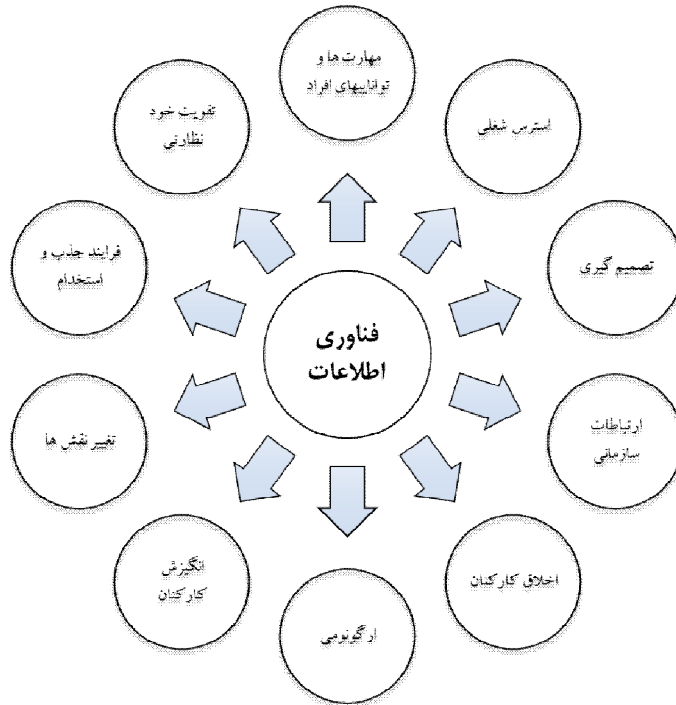 مهارت ها و
تواناییهای افراد
استرس شغلی
تصمیم گیری
ارتباطات
سازمانی
اخلاق کارکنان
ارگونومی
انگیزش
کارکنان
تغییر نقش ها
فرایند جذب و
استخدام
تقویت خود
نظارتی
فناوری
اطلاعات